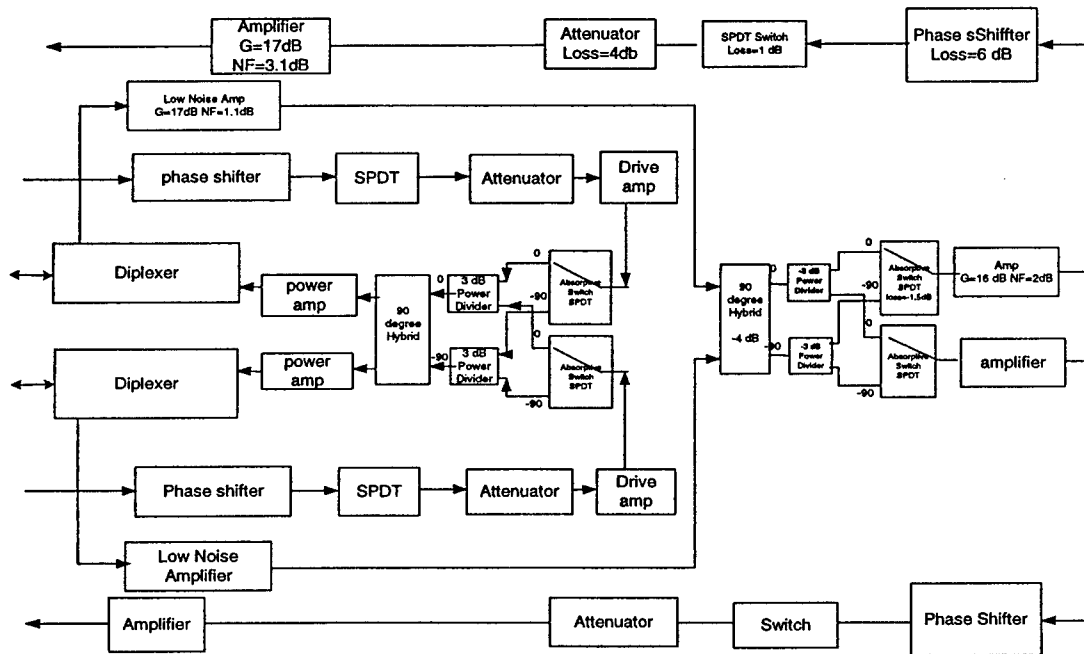 Amplifier
G=17dB
NF=3.1dB
Attenuator
Loss=4db
SPDT Switch
Loss=1 dB
Phase sShiffter
Loss=6 dB
Low Noise Amp
G=17dB NF=1.1dB
phase shifter
SPDT
Attenuator
Drive
amp
Diplexer
power
amp
90
degree
Hybrid
0
-90
3 dB
Power
Divider
3 dB
Power
Divider
0
-90
0
-90
Absorptive
Switch
SPDT
Absorptive
Switch
SPDT
90
degree
Hybrid
-4 dB
0
-90
Power
Divider
-3 dB
Power
Divider
0
-90
0
-90
Absorptive
Switch
SPDT
loss=-1.5dB
Absorptive
Switch
SPDT
Amp
G=16 dB NF=2dB
amplifier
Diplexer
power
amp
Phase shifter
SPDT
Attenuator
Drive
amp
Low Noise
Amplifier
Amplifier
Attenuator
Switch
Phase Shifter